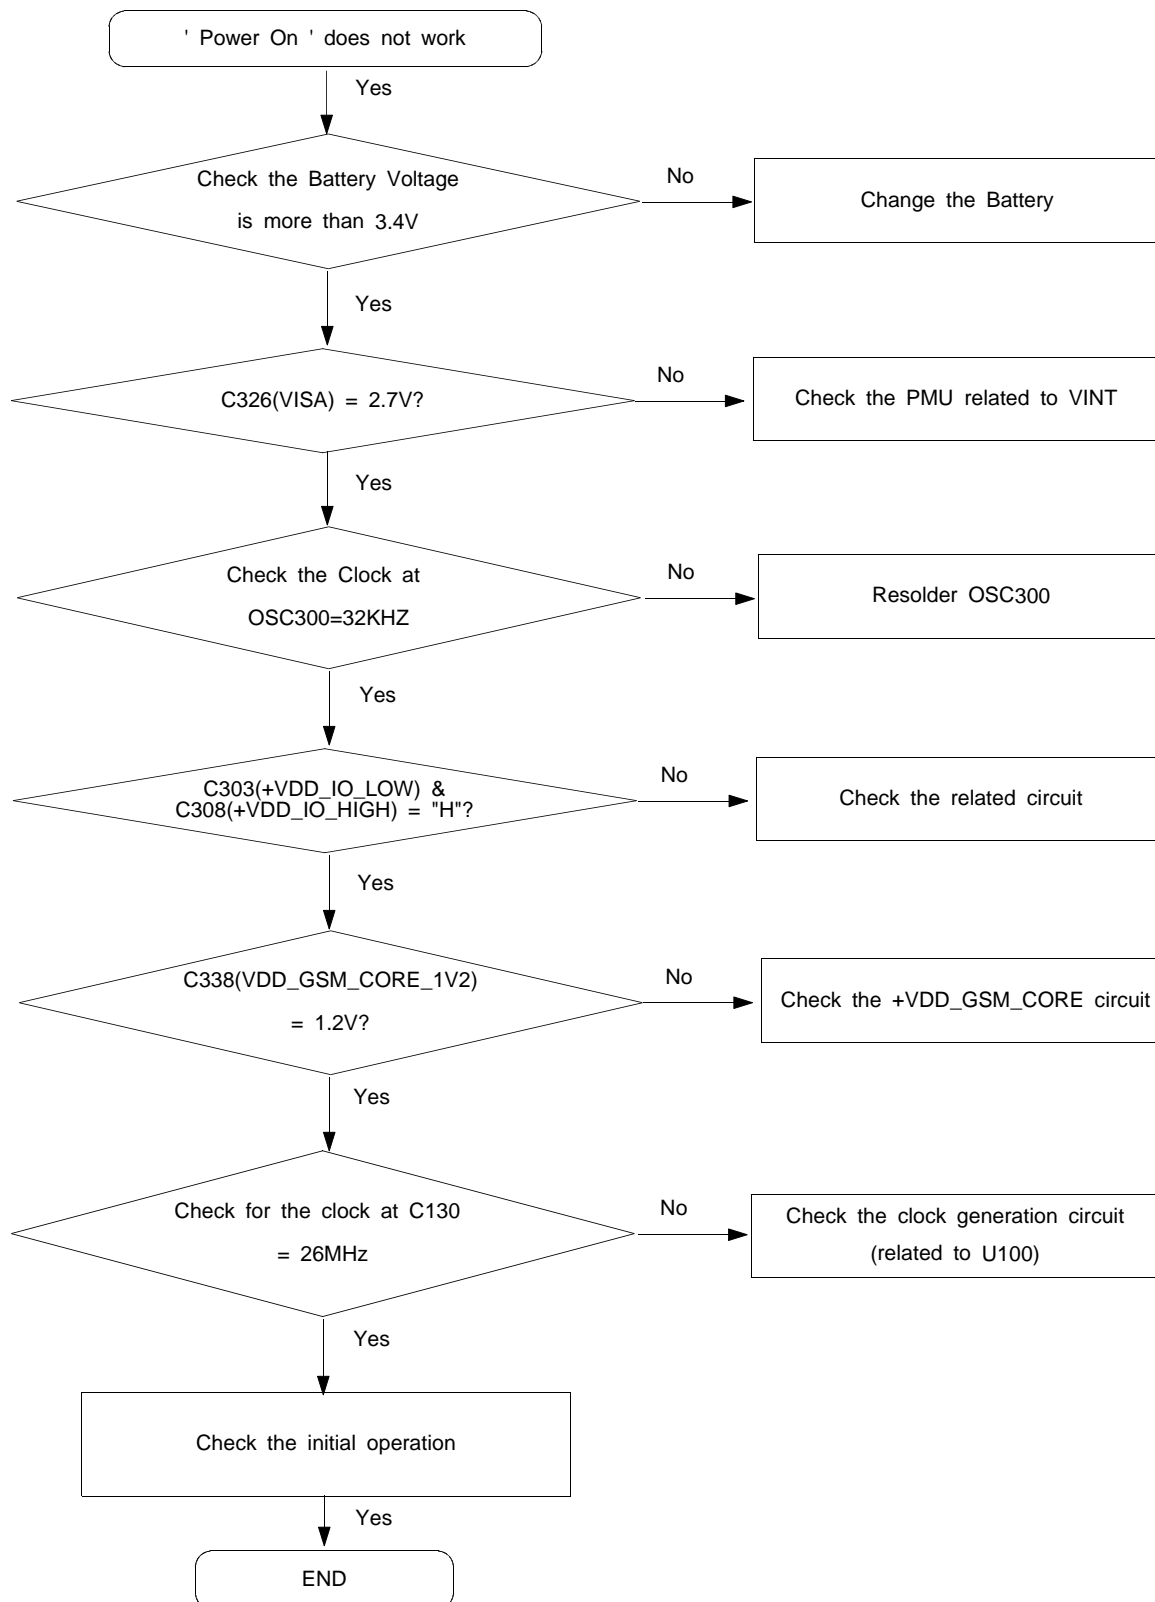 ' Power On ' does not work
Yes
Check the Battery Voltage
is more than 3.4V
No
Change the Battery
Yes
C326(VISA) = 2.7V?
No
Check the PMU related to VINT
Yes
Check the Clock at
OSC300=32KHZ
No
Resolder OSC300
Yes
C303(+VDD_IO_LOW) &
C308(+VDD_IO_HIGH) = "H"?
No
Check the related circuit
Yes
C338(VDD_GSM_CORE_1V2)
= 1.2V?
No
Check the +VDD_GSM_CORE circuit
Yes
Check for the clock at C130
= 26MHz
No
Check the clock generation circuit
(related to U100)
Yes
Check the initial operation
Yes
END